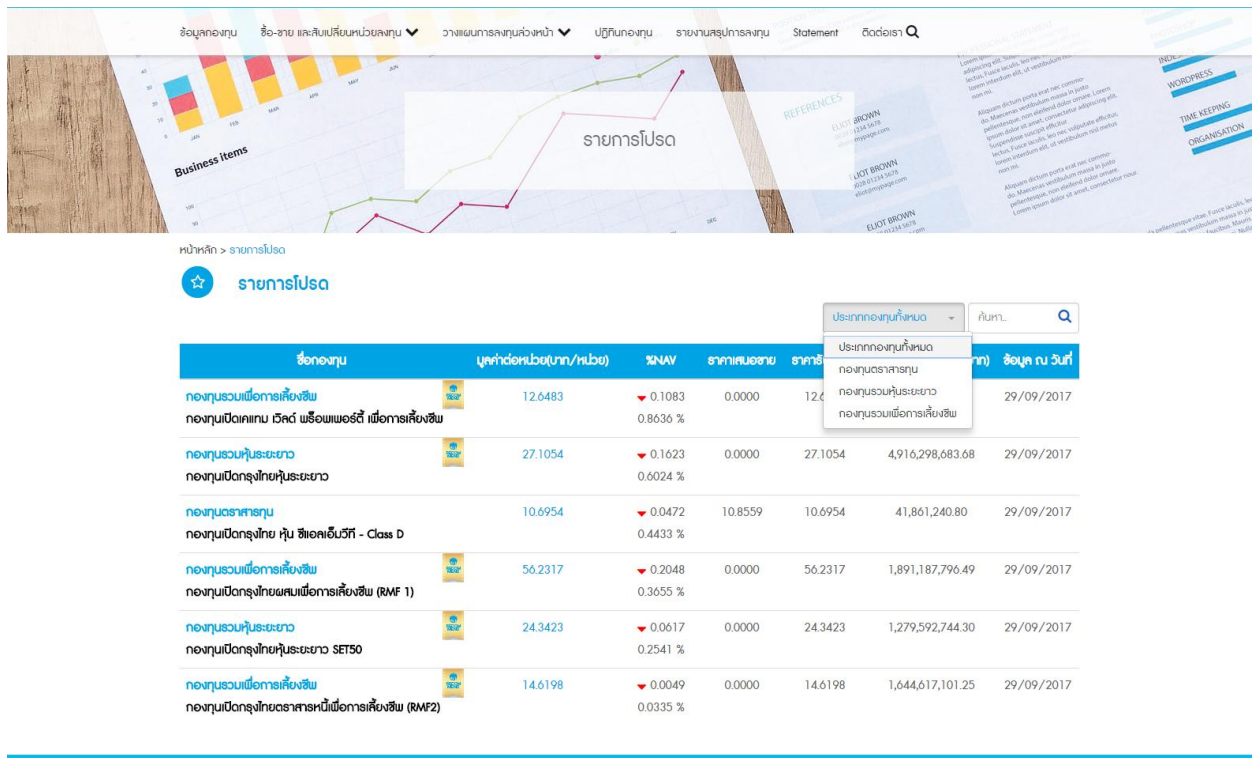 ข้อมูลกองทุน ซื้อ-ขาย และสับเปลี่ยนหน่วยลงทุน วางแผนการลงทุนล่วงหน้า ปฏิทินกองทุน รายงานสรุปการลงทุน Statement ติดต่อเรา
Business items
JAN FEB MAR APR MAY JUN
REFERENCES
ELIOT BROWN
ELIOT BROWN
ELIOT BROWN
WORDPRESS
TIME KEEPING
ORGANISATION
รายการโปรด
หน้าหลัก > รายการโปรด
รายการโปรด
ประเภทกองทุนทั้งหมด ค้นหา..
ประเภทกองทุนทั้งหมด
กองทุนตราสารทุน
กองทุนรวมหุ้นระยะยาว
กองทุนรวมเพื่อการเลี้ยงชีพ
ชื่อกองทุน มูลค่าต่อหน่วย(บาท/หน่วย) %NAV ราคาเสนอขาย ข้อมูล ณ วันที่
กองทุนรวมเพื่อการเลี้ยงชีพ 12.6483 0.1083 0.0000 29/09/2017
กองทุนเปิดเคแทม เวิลด์ พร็อพเพอร์ตี้ เพื่อการเลี้ยงชีพ 0.8636 %
กองทุนรวมหุ้นระยะยาว 27.1054 0.1623 0.0000 27.1054 4,916,298,683.68 29/09/2017
กองทุนเปิดกรุงไทยหุ้นระยะยาว 0.6024 %
กองทุนตราสารทุน 10.6954 0.0472 10.8559 10.6954 41,861,240.80 29/09/2017
กองทุนเปิดกรุงไทย หุ้น ซีแอลเอ็มวีที - Class D 0.4433 %
กองทุนรวมเพื่อการเลี้ยงชีพ 56.2317 0.2048 0.0000 56.2317 1,891,187,796.49 29/09/2017
กองทุนเปิดกรุงไทยผสมเพื่อการเลี้ยงชีพ (RMF 1) 0.3655 %
กองทุนรวมหุ้นระยะยาว 24.3423 0.0617 0.0000 24.3423 1,279,592,744.30 29/09/2017
กองทุนเปิดกรุงไทยหุ้นระยะยาว SET50 0.2541 %
กองทุนรวมเพื่อการเลี้ยงชีพ 14.6198 0.0049 0.0000 14.6198 1,644,617,101.25 29/09/2017
กองทุนเปิดกรุงไทยตราสารหนี้เพื่อการเลี้ยงชีพ (RMF2) 0.0335 %